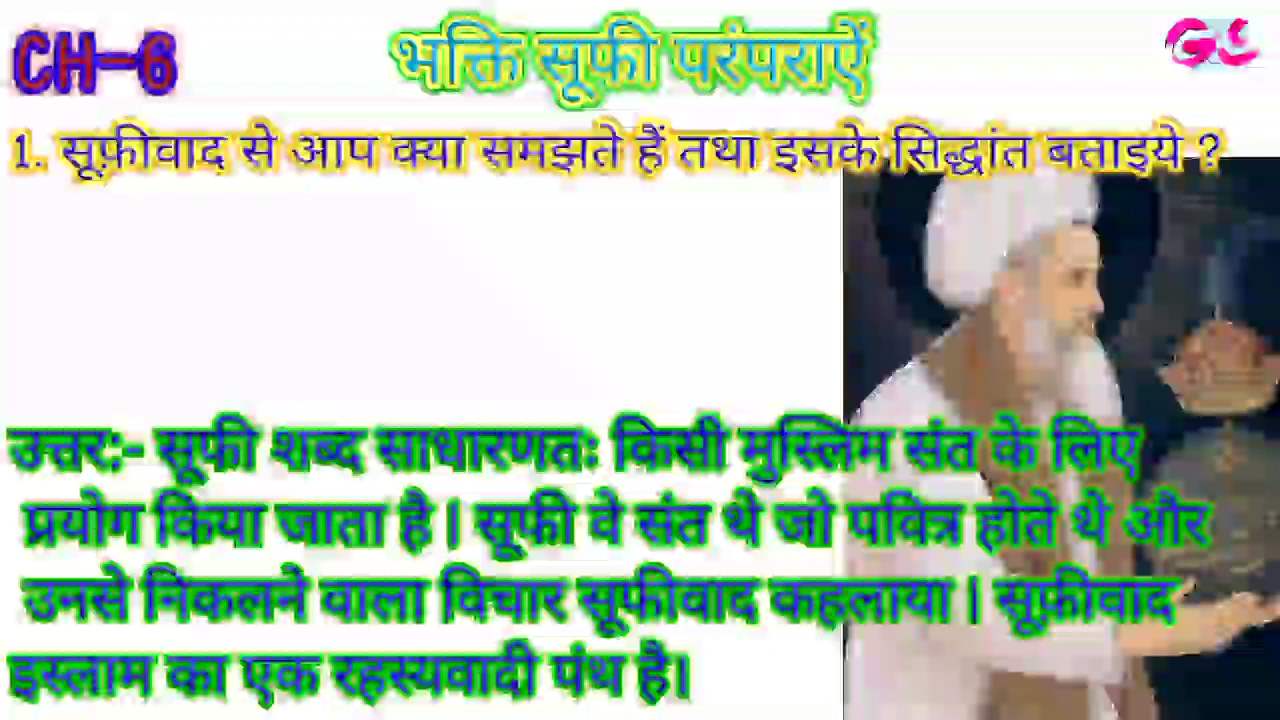 CH-6
भक्ति सूफी परंपराऐं
GL
1. सूफ़ीवाद से आप क्या समझते हैं तथा इसके सिद्धांत बताइये ?
उत्तर:- सूफी शब्द साधारणतः किसी मुस्लिम संत के लिए
प्रयोग किया जाता है | सूफी वे संत थे जो पवित्र होते थे और
उनसे निकलने वाला विचार सूफीवाद कहलाया | सूफ़ीवाद
इस्लाम का एक रहस्यवादी पंथ है।